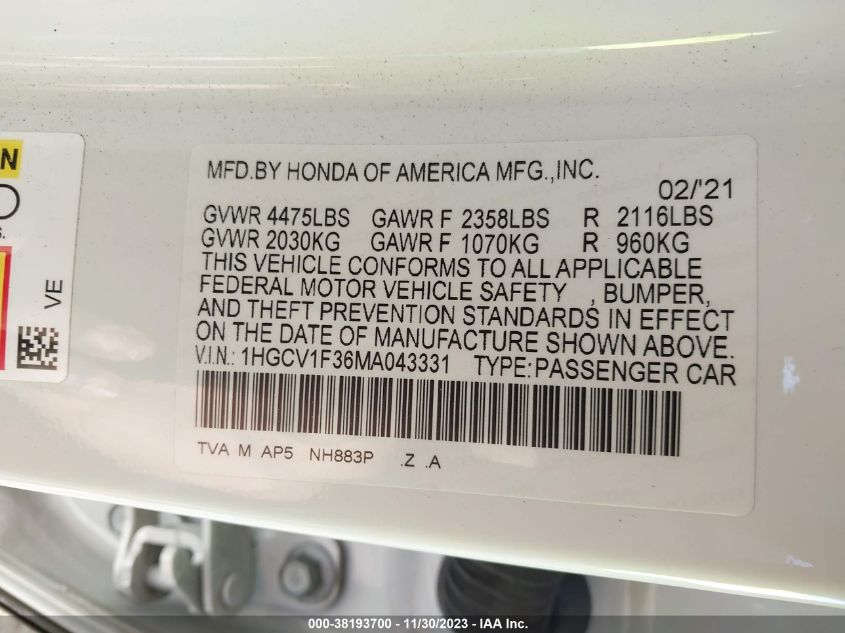 MFD.BY HONDA OF AMERICA MFG.,INC.
02/'21
GVWR 4475LBS GAWR F 2358LBS R 2116LBS
GVWR 2030KG GAWR F 1070KG R 960KG
THIS VEHICLE CONFORMS TO ALL APPLICABLE
FEDERAL MOTOR VEHICLE SAFETY , BUMPER,
AND THEFT PREVENTION STANDARDS IN EFFECT
ON THE DATE OF MANUFACTURE SHOWN ABOVE.
V.I.N.: 1HGCV1F36MA043331 TYPE:PASSENGER CAR
TVA M AP5 NH883P .Z .A
VE
000-38193700 - 11/30/2023 - IAA Inc.